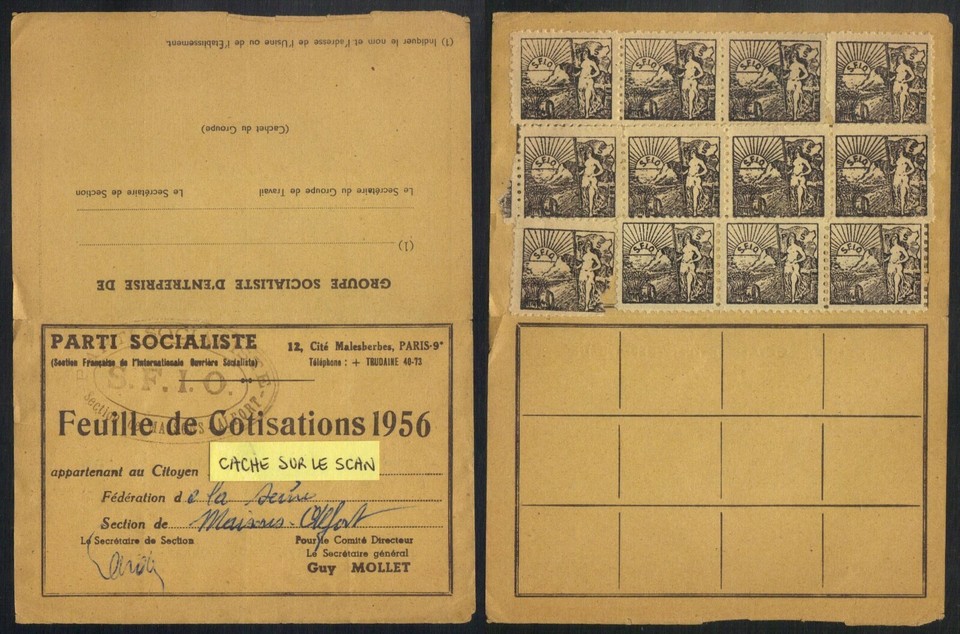 (1) Indiquer le nom et l'adresse de l'Usine ou de l'Établissement.
(Cachet du Groupe)
Le Secrétaire du Groupe de Travail Le Secrétaire de Section
(1)
GROUPE SOCIALISTE D'ENTREPRISE DE
PARTI SOCIALISTE
(Section Française de l'Internationale Ouvrière Socialiste)
12, Cité Malesherbes, PARIS-9e
Téléphone : + TRUDAINE 48-73
S.F.I.O.
Feuille de Cotisations 1956
appartenant au Citoyen CACHE SUR LE SCAN
Fédération de la Seine
Section de Maisons-Alfort
Le Secrétaire de Section
Pour le Comité Directeur
Le Secrétaire général
Guy MOLLET
S.F.I.O. S.F.I.O. S.F.I.O. S.F.I.O.
S.F.I.O. S.F.I.O. S.F.I.O. S.F.I.O.
S.F.I.O. S.F.I.O. S.F.I.O. S.F.I.O.